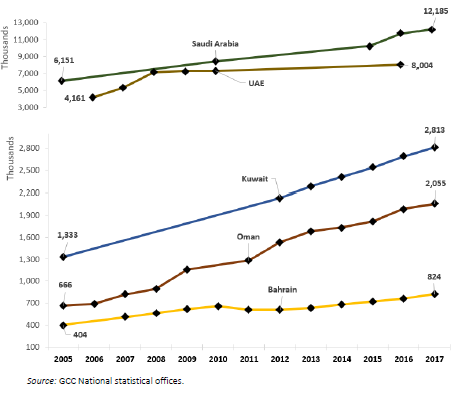 Thousands
13,000
11,000
9,000
7,000
5,000
3,000
12,185
Saudi Arabia
6,151
UAE
8,004
4,161
Thousands
2,800
2,500
2,200
1,900
1,600
1,300
1,000
700
400
100
2,813
Kuwait
2,055
1,333
Oman
666
Bahrain
824
404
2005 2006 2007 2008 2009 2010 2011 2012 2013 2014 2015 2016 2017
Source: GCC National statistical offices.